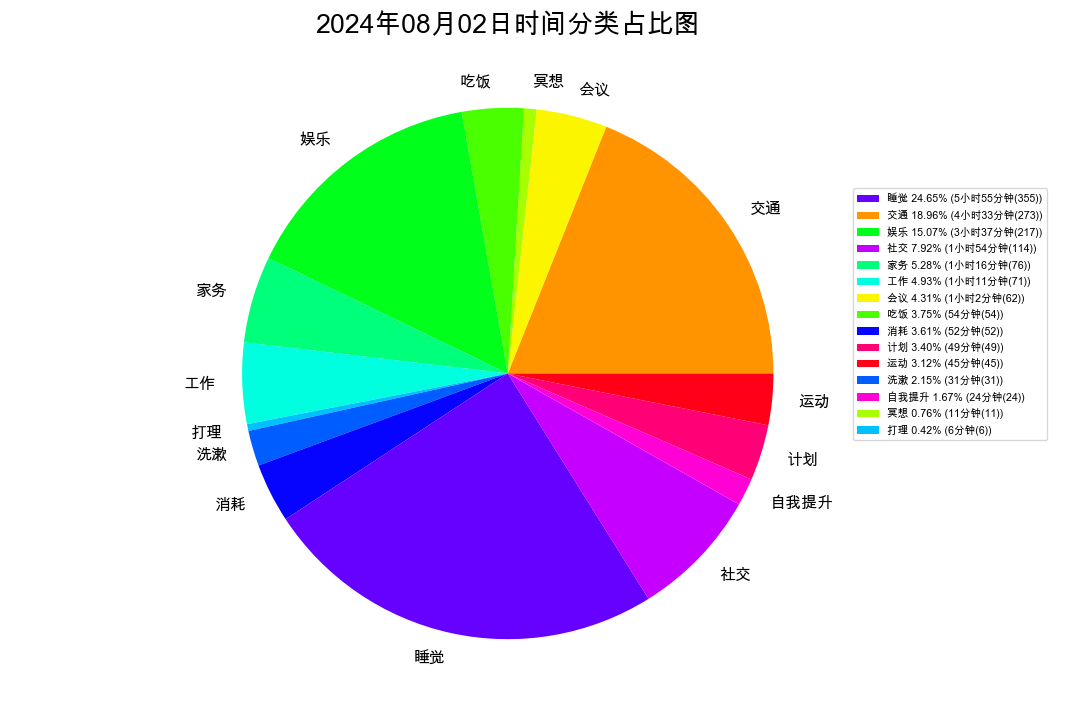 2024年08月02日时间分类占比图
吃饭
冥想
会议
娱乐
交通
家务
工作
打理
洗漱
消耗
睡觉
社交
自我提升
计划
运动
睡觉 24.65% (5小时55分钟(355))
交通 18.96% (4小时33分钟(273))
娱乐 15.07% (3小时37分钟(217))
社交 7.92% (1小时54分钟(114))
家务 5.28% (1小时16分钟(76))
工作 4.93% (1小时11分钟(71))
会议 4.31% (1小时2分钟(62))
吃饭 3.75% (54分钟(54))
消耗 3.61% (52分钟(52))
计划 3.40% (49分钟(49))
运动 3.12% (45分钟(45))
洗漱 2.15% (31分钟(31))
自我提升 1.67% (24分钟(24))
冥想 0.76% (11分钟(11))
打理 0.42% (6分钟(6))